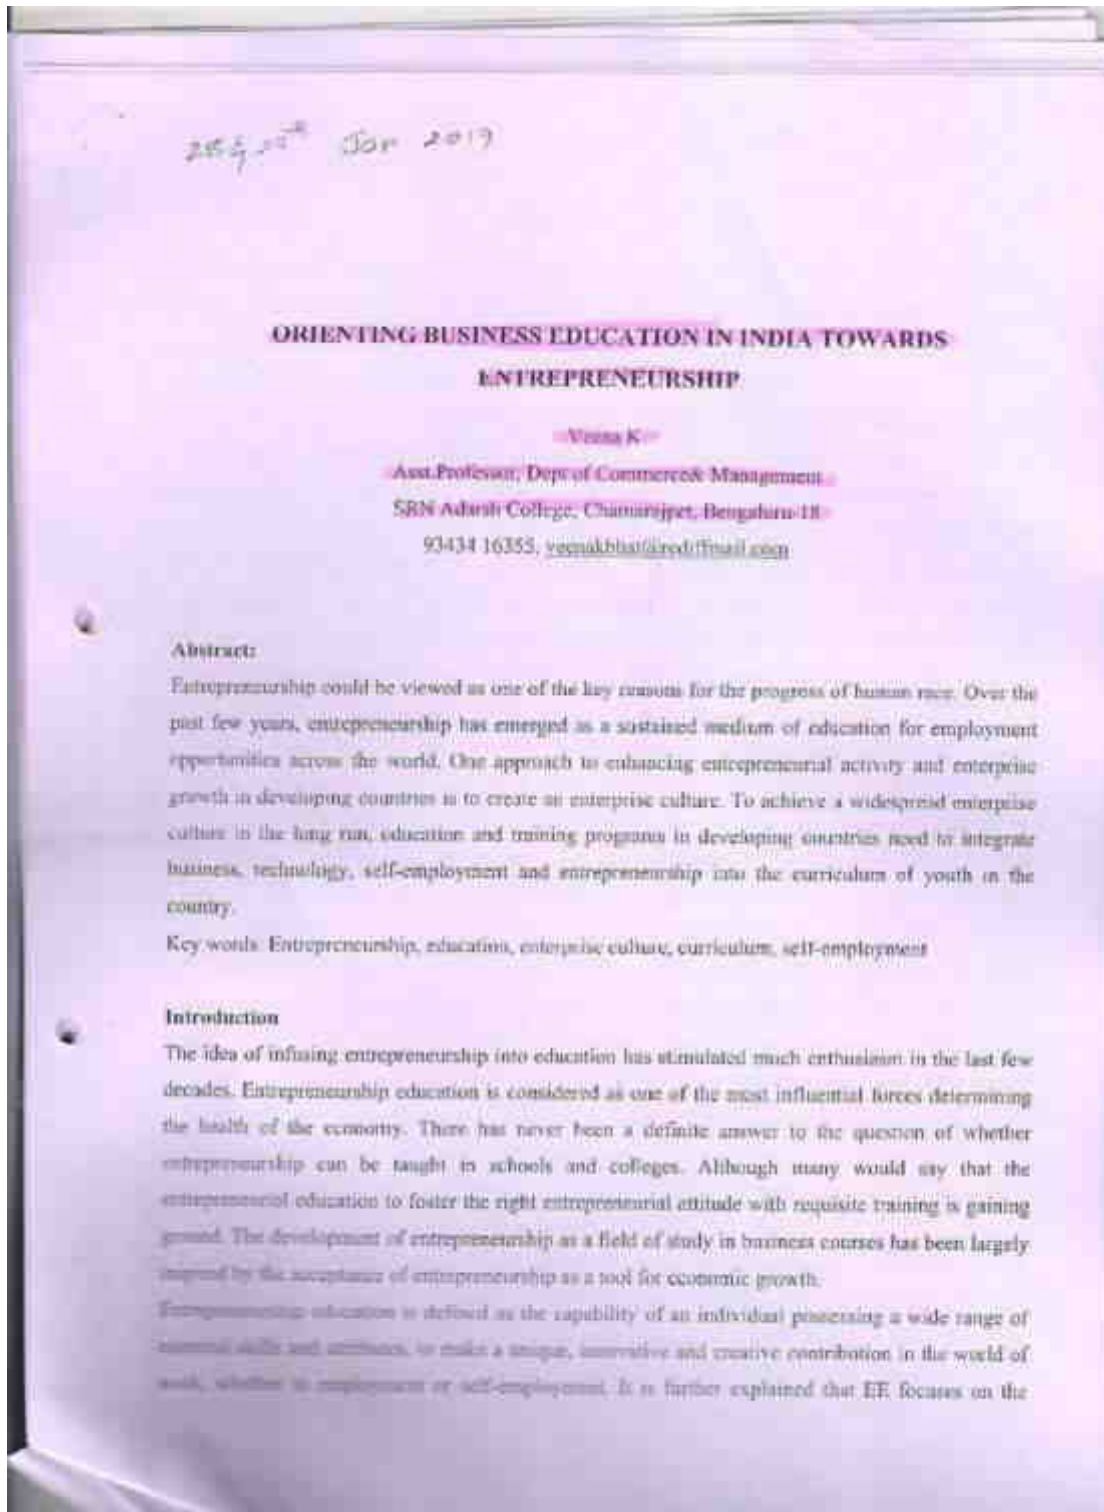 Jan 2017
ORIENTING BUSINESS EDUCATION IN INDIA TOWARDS
ENTREPRENEURSHIP
Veena K
Asst.Professor, Dept of Commerce& Management
SRN Adarsh College, Chamarajpet, Bengaluru-18
93434 16355, veenakbhat@rediffmail.com
Abstract:
Entrepreneurship could be viewed as one of the key reasons for the progress of human race. Over the
past few years, entrepreneurship has emerged as a sustained medium of education for employment
opportunities across the world. One approach to enhancing entrepreneurial activity and enterprise
growth in developing countries is to create an enterprise culture. To achieve a widespread enterprise
culture in the long run, education and training programs in developing countries need to integrate
business, technology, self-employment and entrepreneurship into the curriculum of youth in the
country.
Key words: Entrepreneurship, education, enterprise culture, curriculum, self-employment
Introduction
The idea of infusing entrepreneurship into education has stimulated much enthusiasm in the last few
decades. Entrepreneurship education is considered as one of the most influential forces determining
the health of the economy. There has never been a definite answer to the question of whether
entrepreneurship can be taught in schools and colleges. Although many would say that the
entrepreneurial education to foster the right entrepreneurial attitude with requisite training is gaining
ground. The development of entrepreneurship as a field of study in business courses has been largely
inspired by the acceptance of entrepreneurship as a tool for economic growth.
Entrepreneurship education is defined as the capability of an individual possessing a wide range of
skills and attributes, to make a unique, innovative and creative contribution in the world of
work, whether in employment or self-employment. It is further explained that EE focuses on the